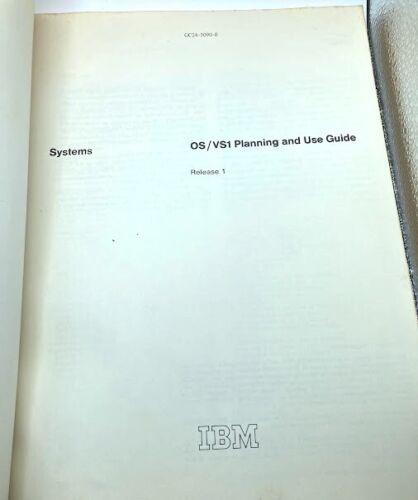 GC24-5090-0
Systems
OS/VS1 Planning and Use Guide
Release 1
IBM